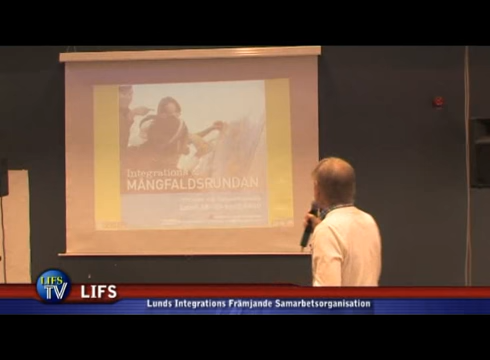 Integrations
MÅNGFALDSRUNDAN
LIFS
TV
LIFS
Lunds Integrations Främjande Samarbetsorganisation